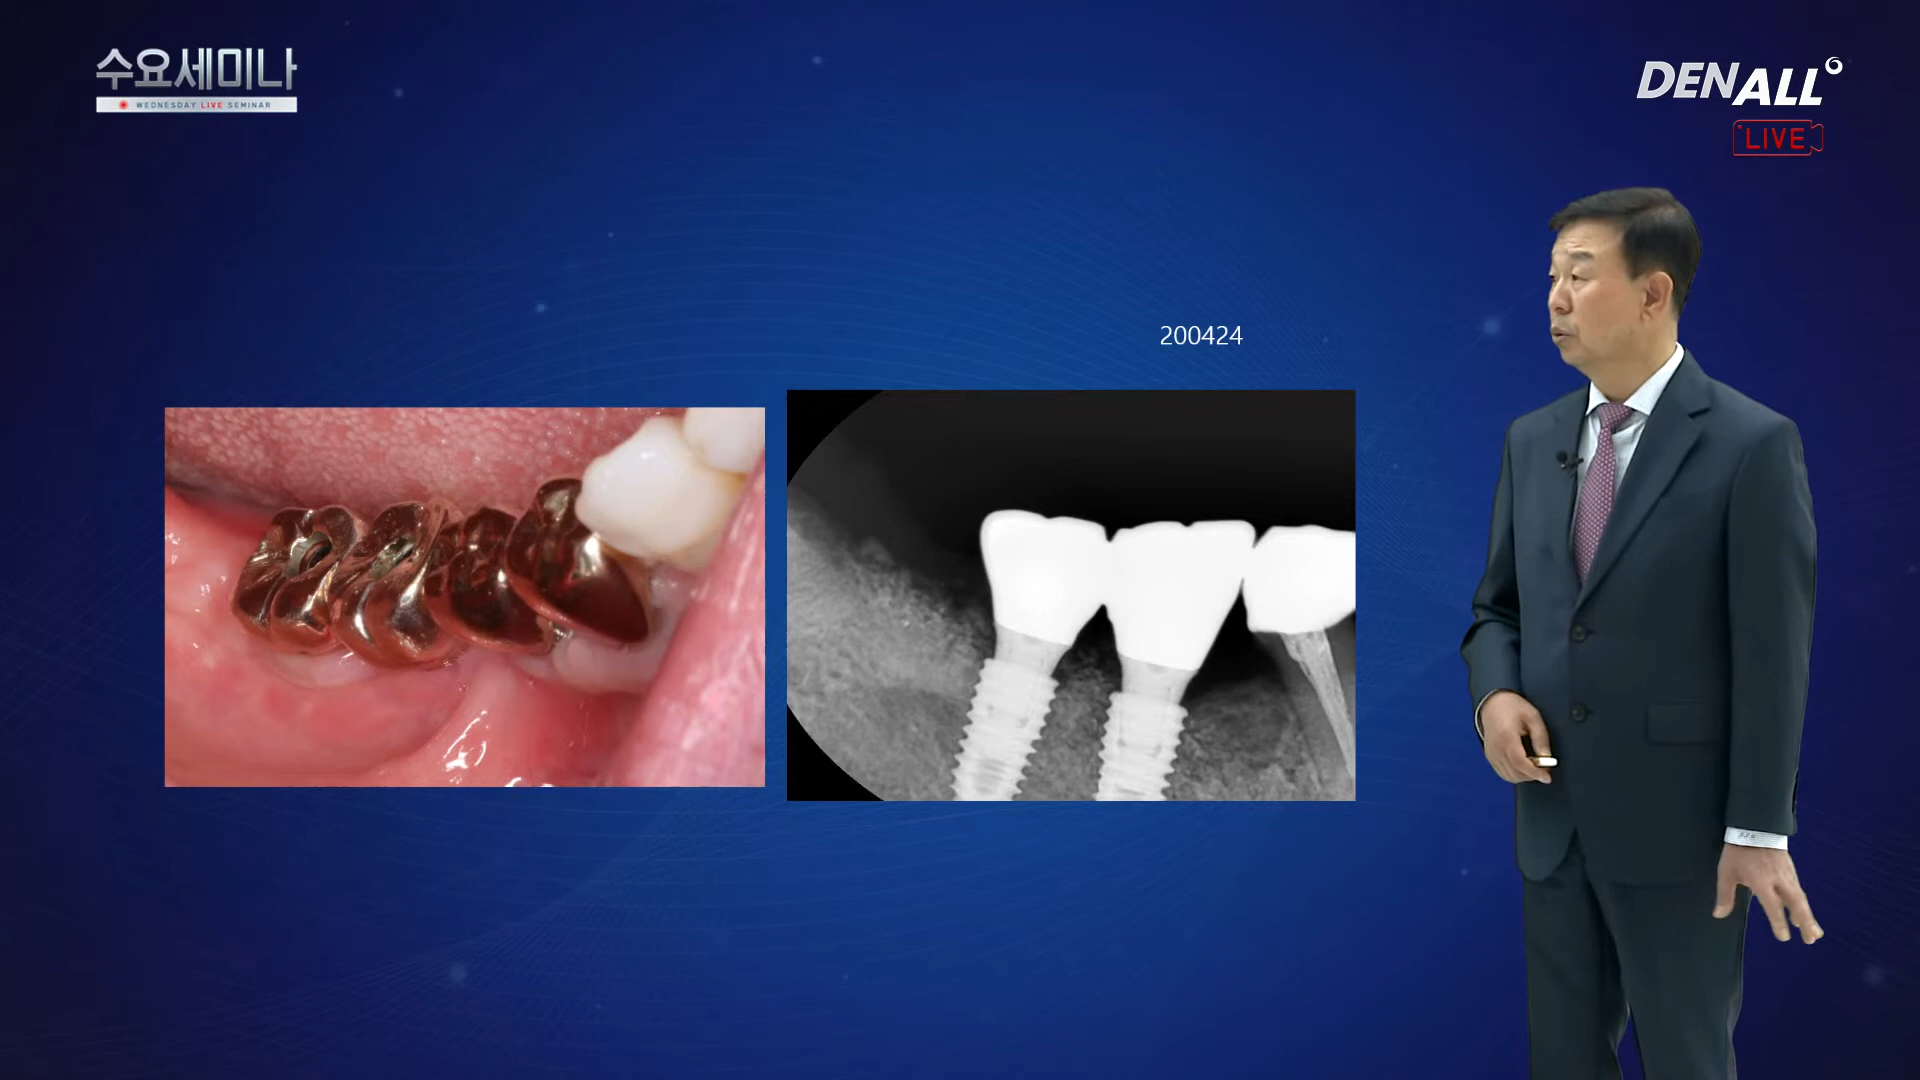 수요세미나
WEDNESDAY LIVE SEMINAR
DENALL
LIVE
200424